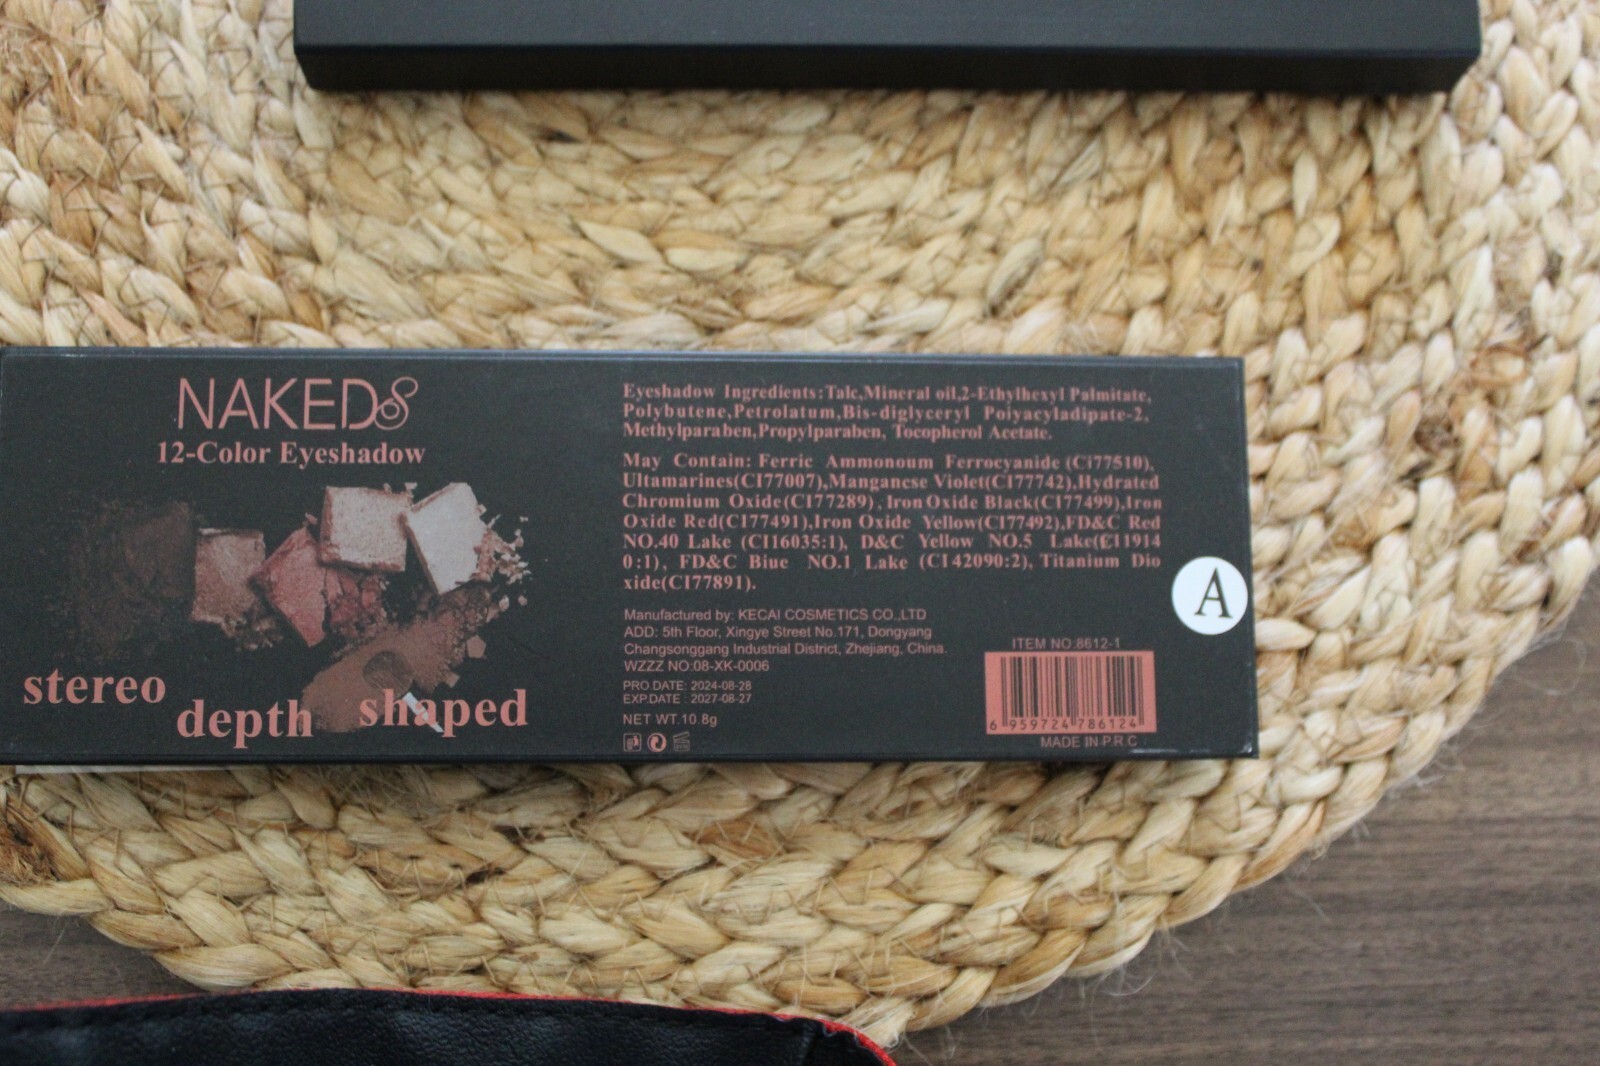 NAKED8
12-Color Eyeshadow
stereo
depth
shaped
Eyeshadow Ingredients:Talc,Mineral oil,2-Ethylhexyl Palmitate,
Polybutene,Petrolatum,Bis-diglyceryl Poiyacyladipate-2,
Methylparaben,Propylparaben, Tocopherol Acetate.
May Contain: Ferric Ammonoum Ferrocyanide (Ci77510),
Ultamarines(CI77007),Manganese Violet(CI77742),Hydrated
Chromium Oxide(CI77289), Iron Oxide Black(CI77499),Iron
Oxide Red(CI77491),Iron Oxide Yellow(CI77492),FD&C Red
NO.40 Lake (CI16035:1), D&C Yellow NO.5 Lake(CI1914
0:1), FD&C Biue NO.1 Lake (CI42090:2), Titanium Dio
xide(CI77891).
Manufactured by: KECAI COSMETICS CO.,LTD
ADD: 5th Floor, Xingye Street No.171, Dongyang
Changsonggang Industrial District, Zhejiang, China.
WZZZ NO:08-XK-0006
PRO.DATE: 2024-08-28
EXP.DATE : 2027-08-27
NET WT.10.8g
ITEM NO:8612-1
6 959724 786124
MADE IN P.R.C
A